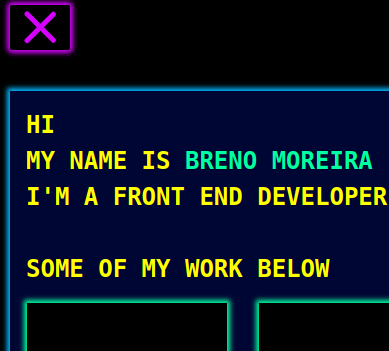 HI
MY NAME IS BRENO MOREIRA
I'M A FRONT END DEVELOPER
SOME OF MY WORK BELOW